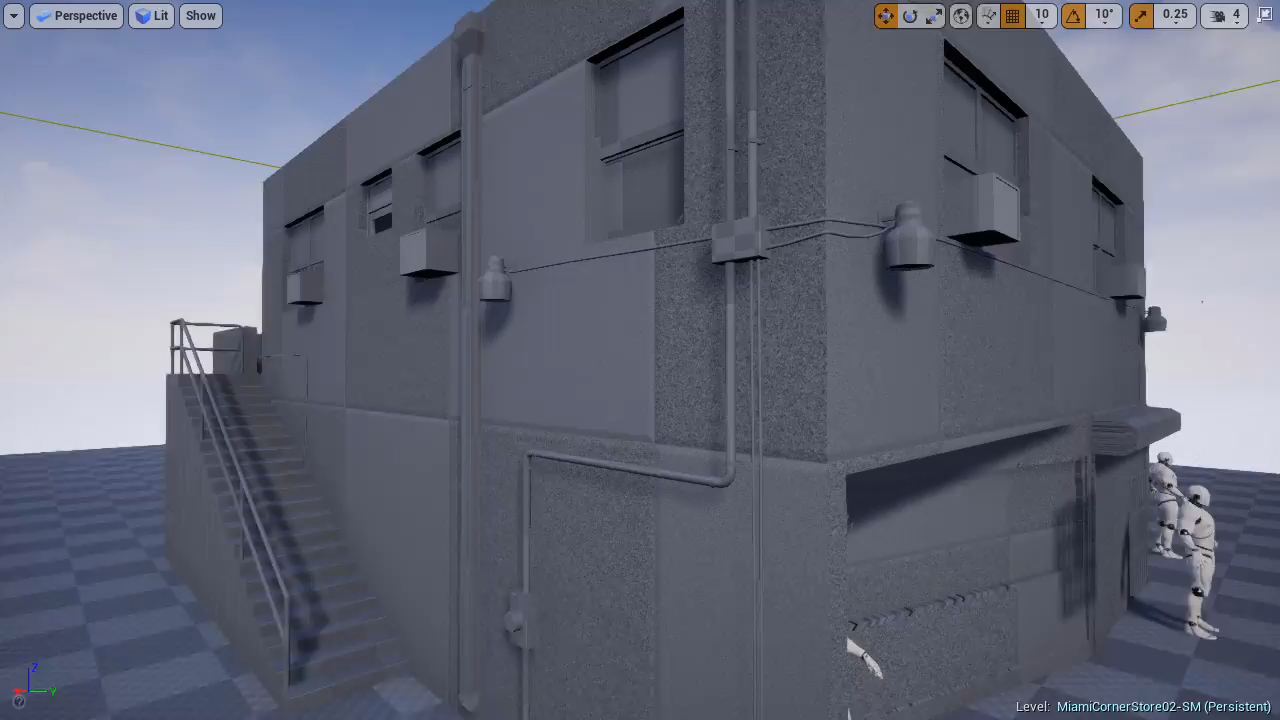 Perspective Lit Show 10 10° 0.25 4
Z
Y
Level: MiamiCornerStore02-SM (Persistent)